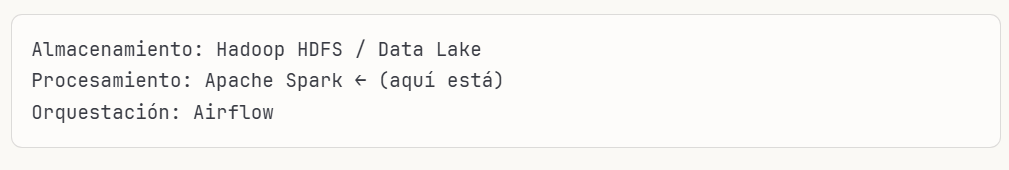 Almacenamiento: Hadoop HDFS / Data Lake
Procesamiento: Apache Spark ← (aquí está)
Orquestación: Airflow